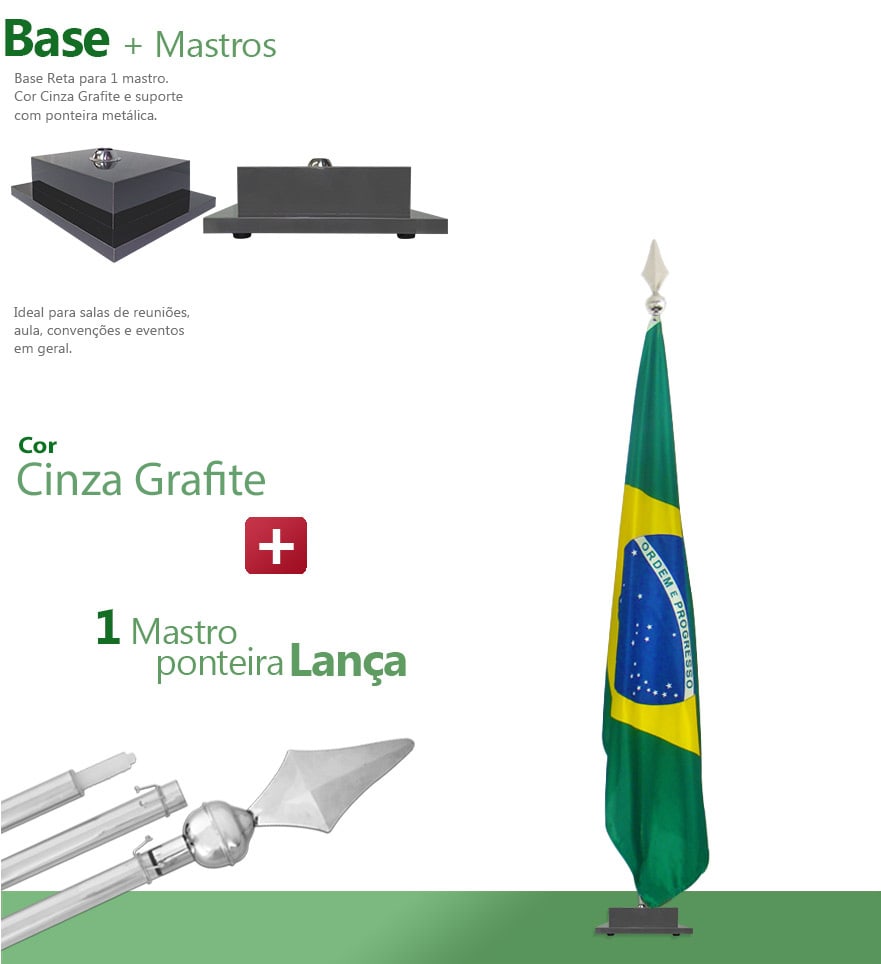 Base + Mastros
Base Reta para 1 mastro.
Cor Cinza Grafite e suporte
com ponteira metálica.
Ideal para salas de reuniões,
aula, convenções e eventos
em geral.
Cor
Cinza Grafite
1 Mastro
ponteira Lança
ORDEM E PROGRESSO